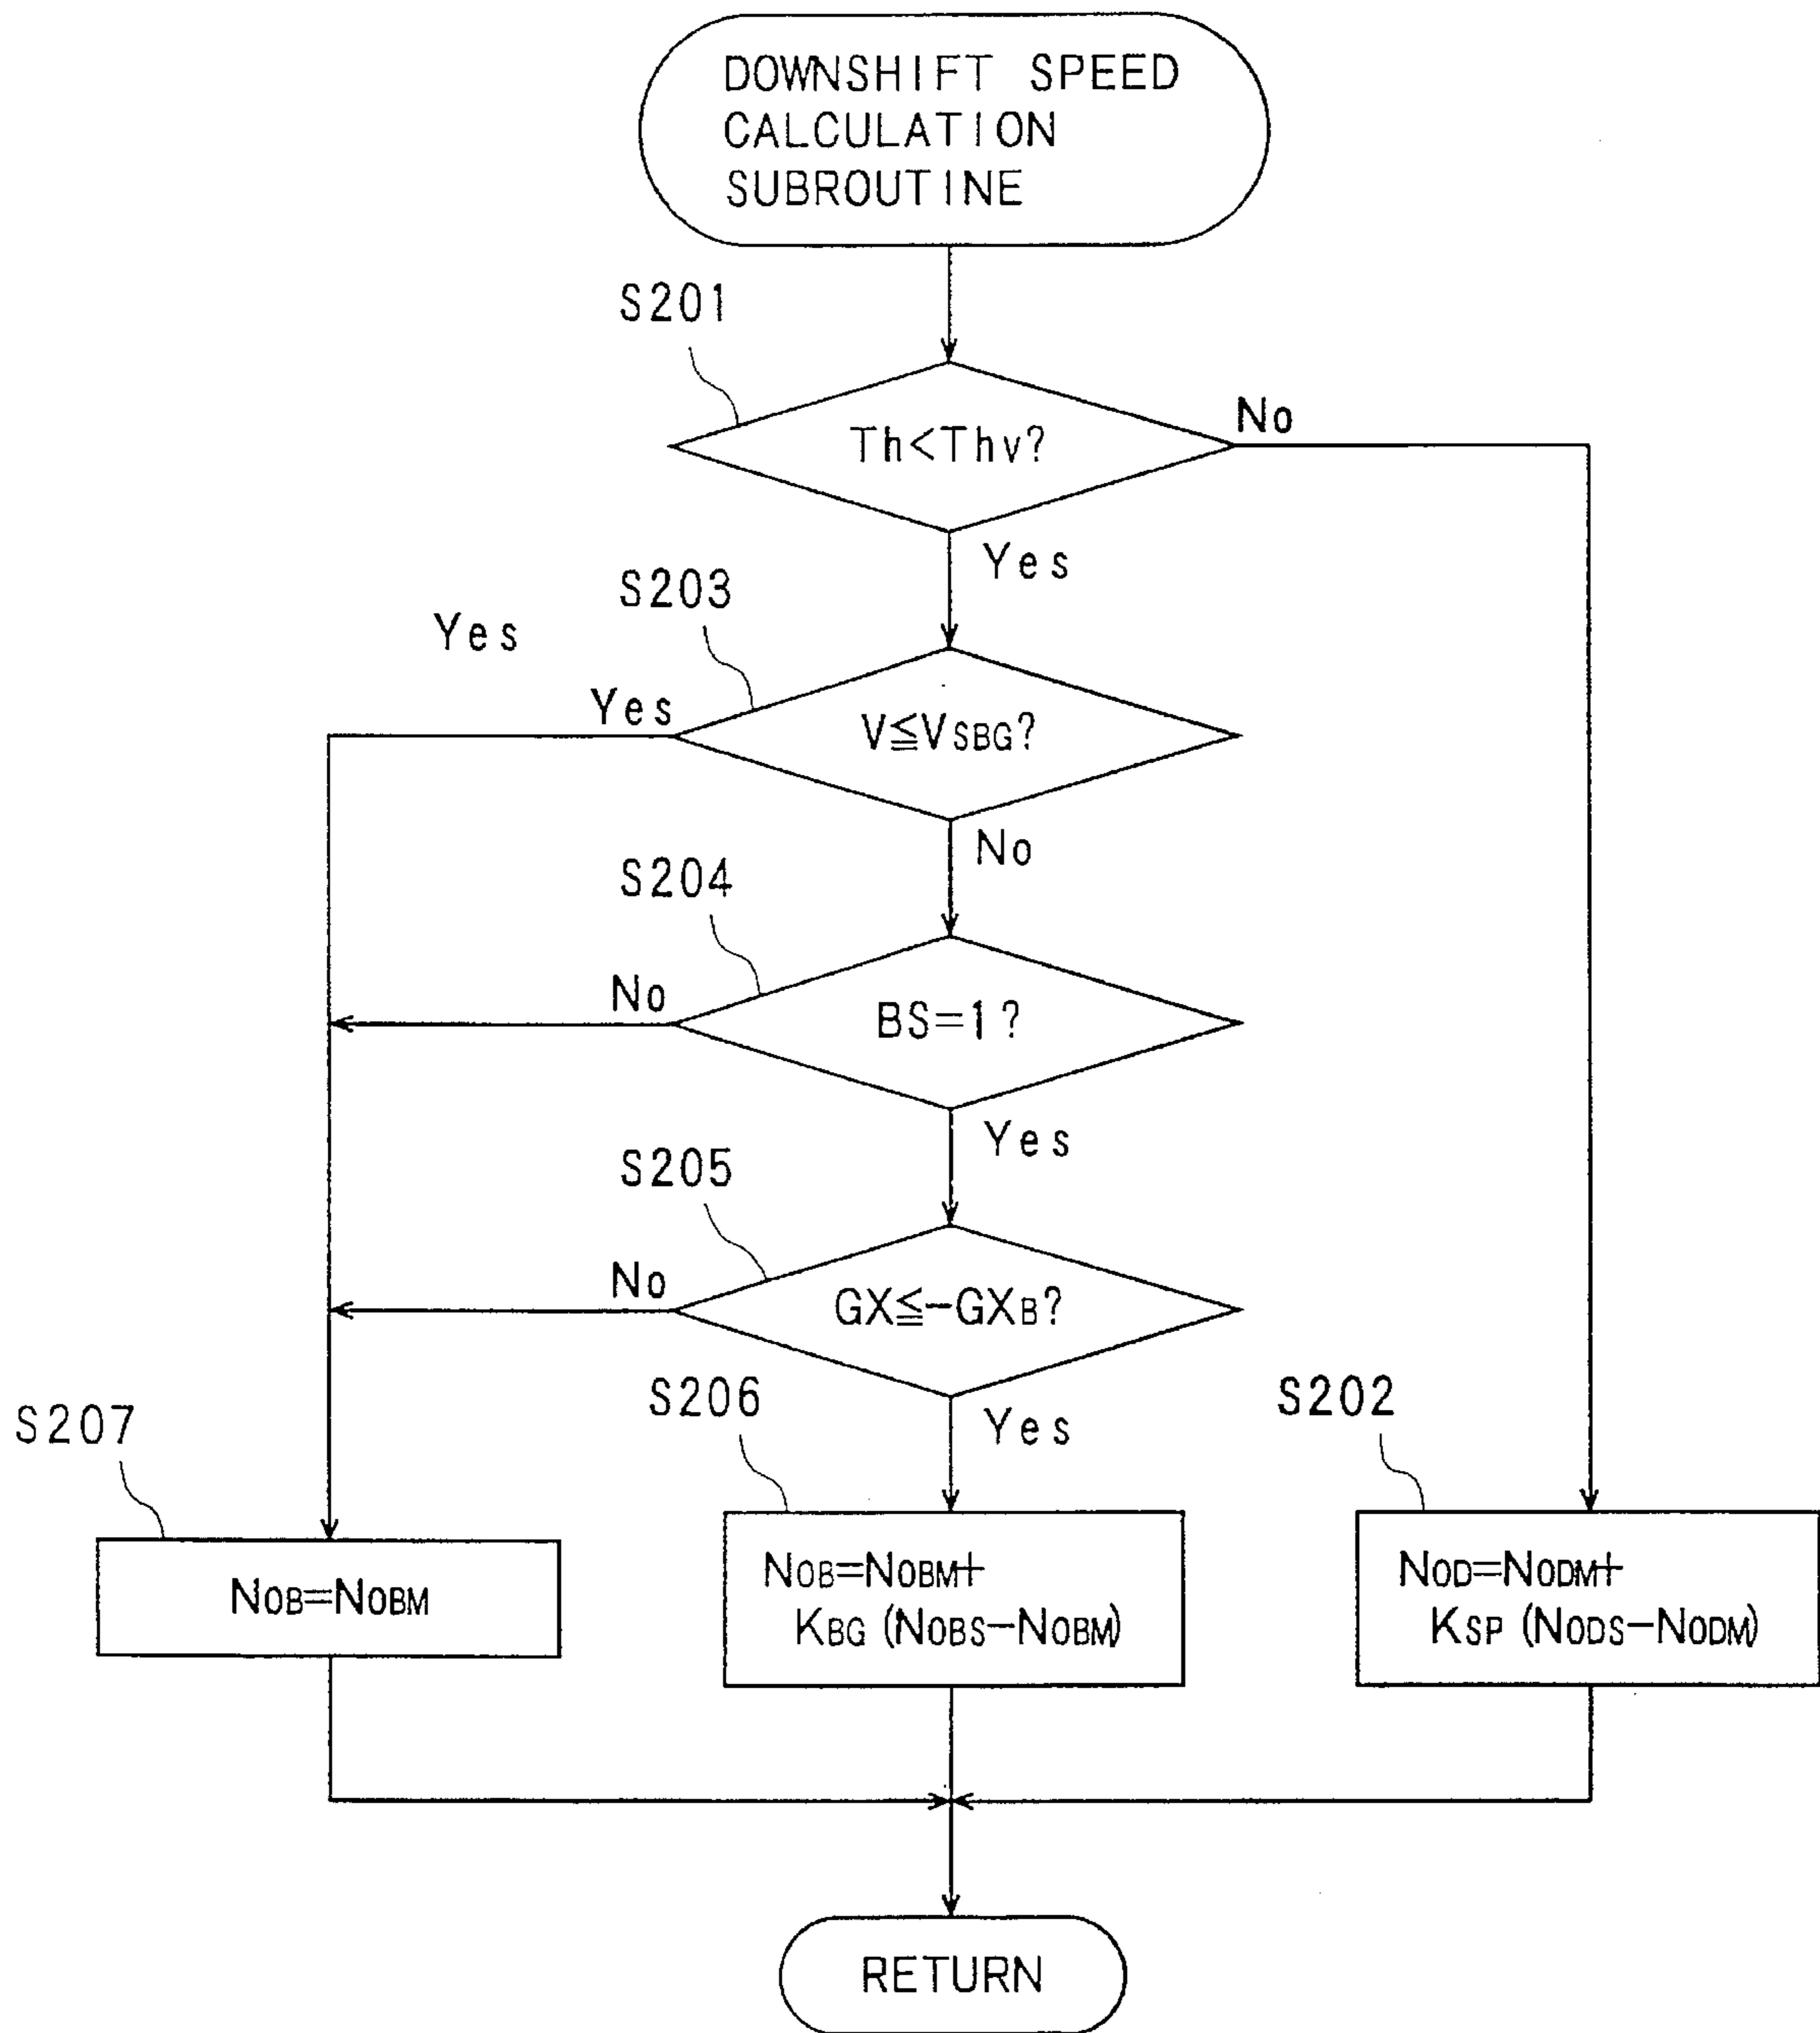 DOWNSHIFT SPEED
CALCULATION
SUBROUTINE
S201
Th<Thv?
No
Yes
S203
Yes
Yes
V≦VSBG?
No
S204
No
BS=1?
Yes
S205
No
GX≦-GXB?
Yes
S207
NOB=NOBM
S206
NOB=NOBM+
KBG (NOBS-NOBM)
S202
NOD=NODM+
KSP (NODS-NODM)
RETURN